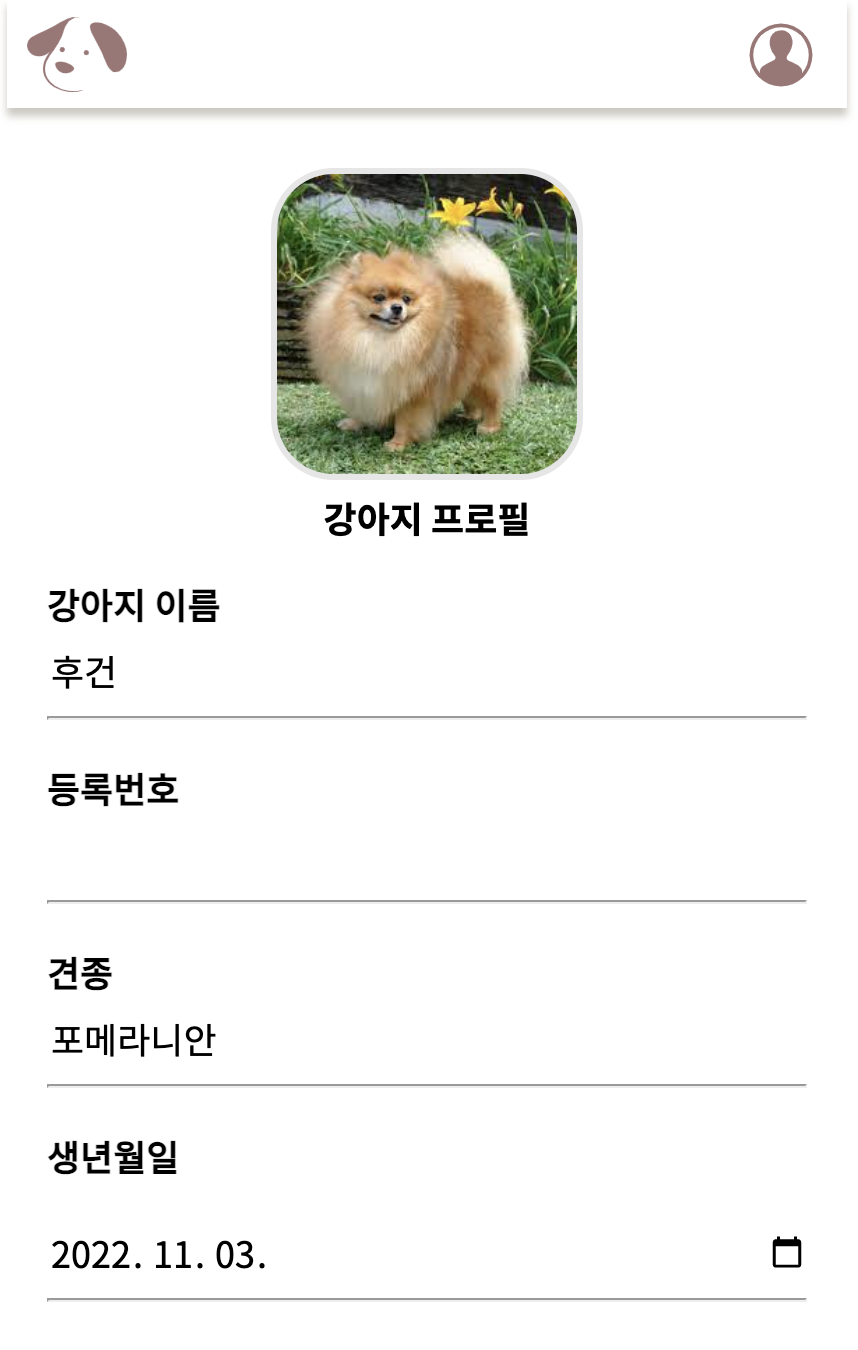 강아지 프로필
강아지 이름
후건
등록번호
견종
포메라니안
생년월일
2022. 11. 03.